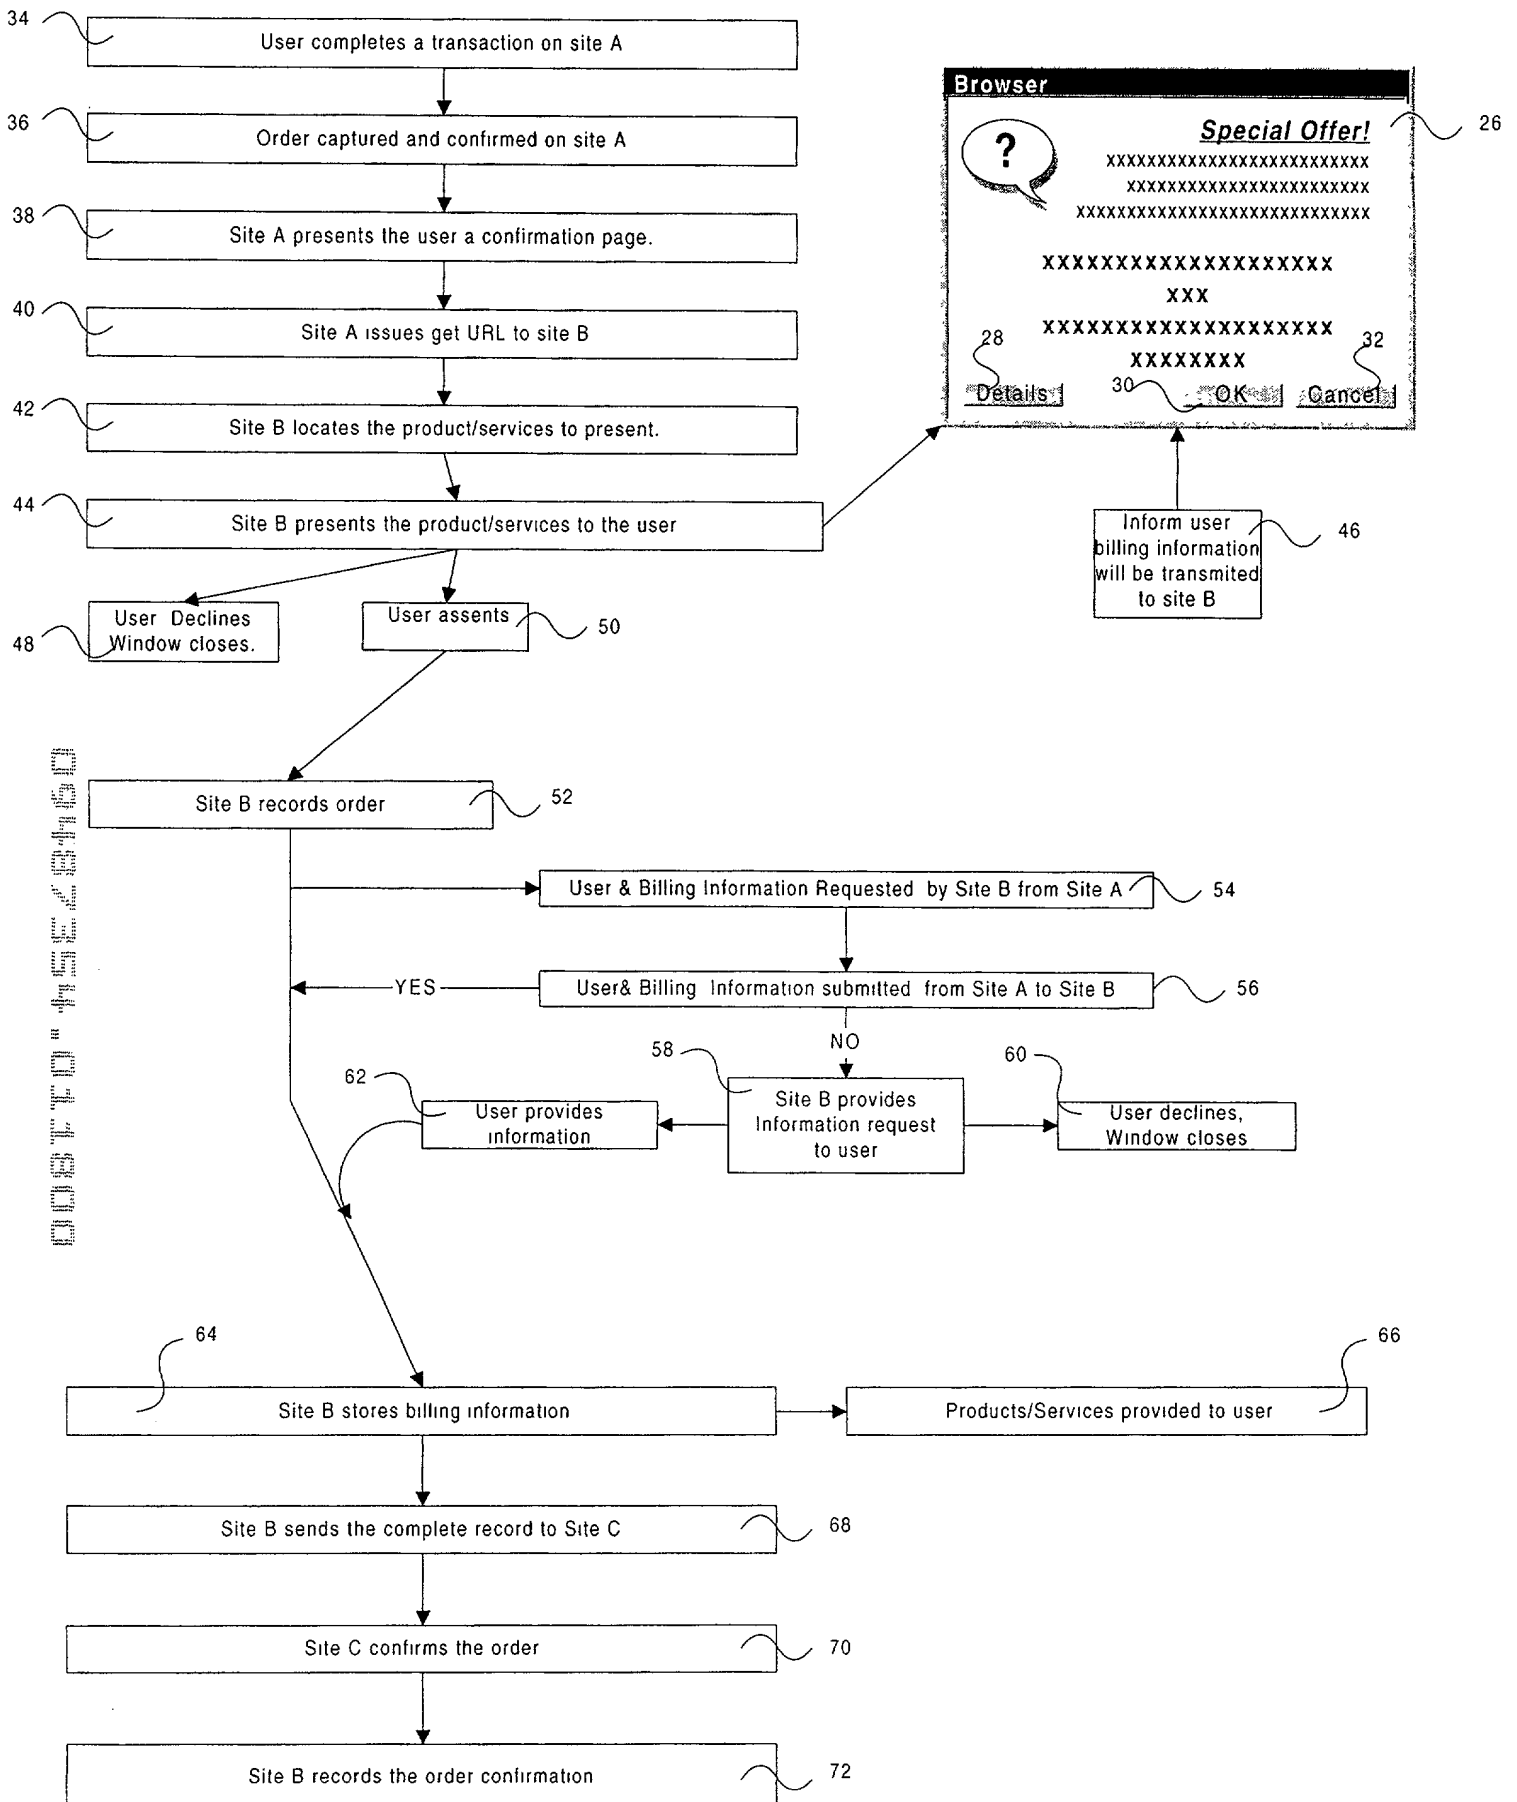 34
User completes a transaction on site A
36
Order captured and confirmed on site A
38
Site A presents the user a confirmation page.
40
Site A issues get URL to site B
42
Site B locates the product/services to present.
44
Site B presents the product/services to the user
Browser
26
Special Offer!
?
XXXXXXXXXXXXXXXXXXXXXXXXXX
XXXXXXXXXXXXXXXXXXXXXXXX
XXXXXXXXXXXXXXXXXXXXXXXXXXXXX
XXXXXXXXXXXXXXXXXXXX
XXX
XXXXXXXXXXXXXXXXXXXX
XXXXXXXX
28
30
32
Details
OK
Cancel
Inform user
billing information
will be transmited
to site B
46
User Declines
Window closes.
48
User assents
50
Site B records order
52
User & Billing Information Requested by Site B from Site A
54
YES
User& Billing Information submitted from Site A to Site B
56
NO
58
60
62
User provides
information
Site B provides
Information request
to user
User declines,
Window closes
64
66
Site B stores billing information
Products/Services provided to user
Site B sends the complete record to Site C
68
Site C confirms the order
70
Site B records the order confirmation
72